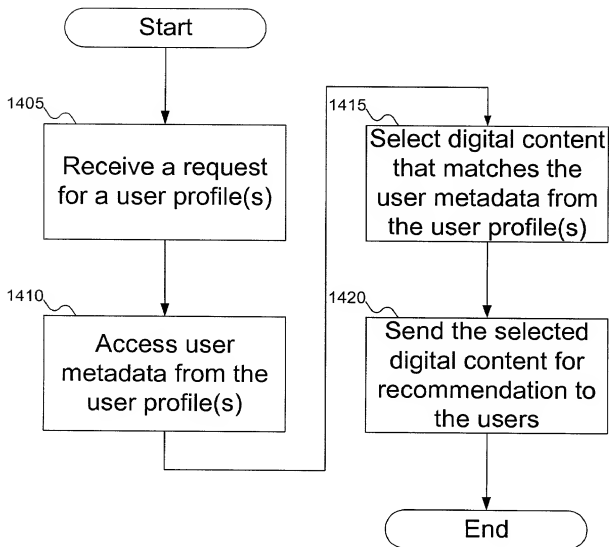 Start
1405
Receive a request
for a user profile(s)
1410
Access user
metadata from the
user profile(s)
1415
Select digital content
that matches the
user metadata from
the user profile(s)
1420
Send the selected
digital content for
recommendation to
the users
End